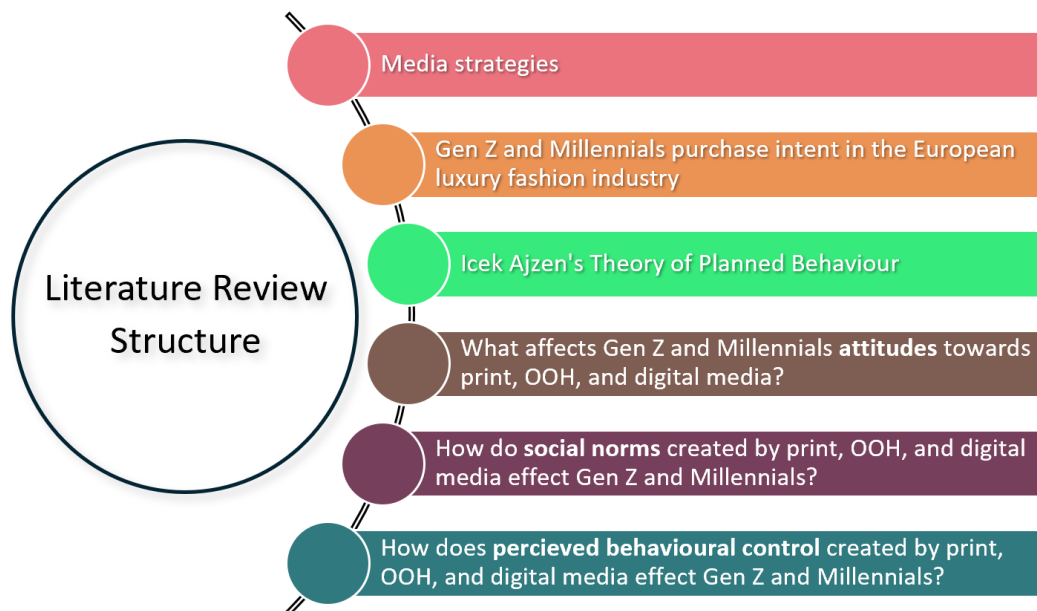 Literature Review
Structure
Media strategies
Gen Z and Millennials purchase intent in the European
luxury fashion industry
Icek Ajzen's Theory of Planned Behaviour
What affects Gen Z and Millennials attitudes towards
print, OOH, and digital media?
How do social norms created by print, OOH, and digital
media effect Gen Z and Millennials?
How does percieved behavioural control created by print,
OOH, and digital media effect Gen Z and Millennials?